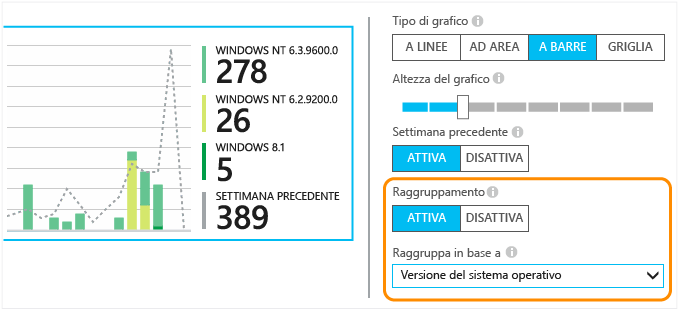 WINDOWS NT 6.3.9600.0
278
WINDOWS NT 6.2.9200.0
26
WINDOWS 8.1
5
SETTIMANA PRECEDENTE
389
Tipo di grafico
A LINEE AD AREA A BARRE GRIGLIA
Altezza del grafico
Settimana precedente
ATTIVA DISATTIVA
Raggruppamento
ATTIVA DISATTIVA
Raggruppa in base a
Versione del sistema operativo